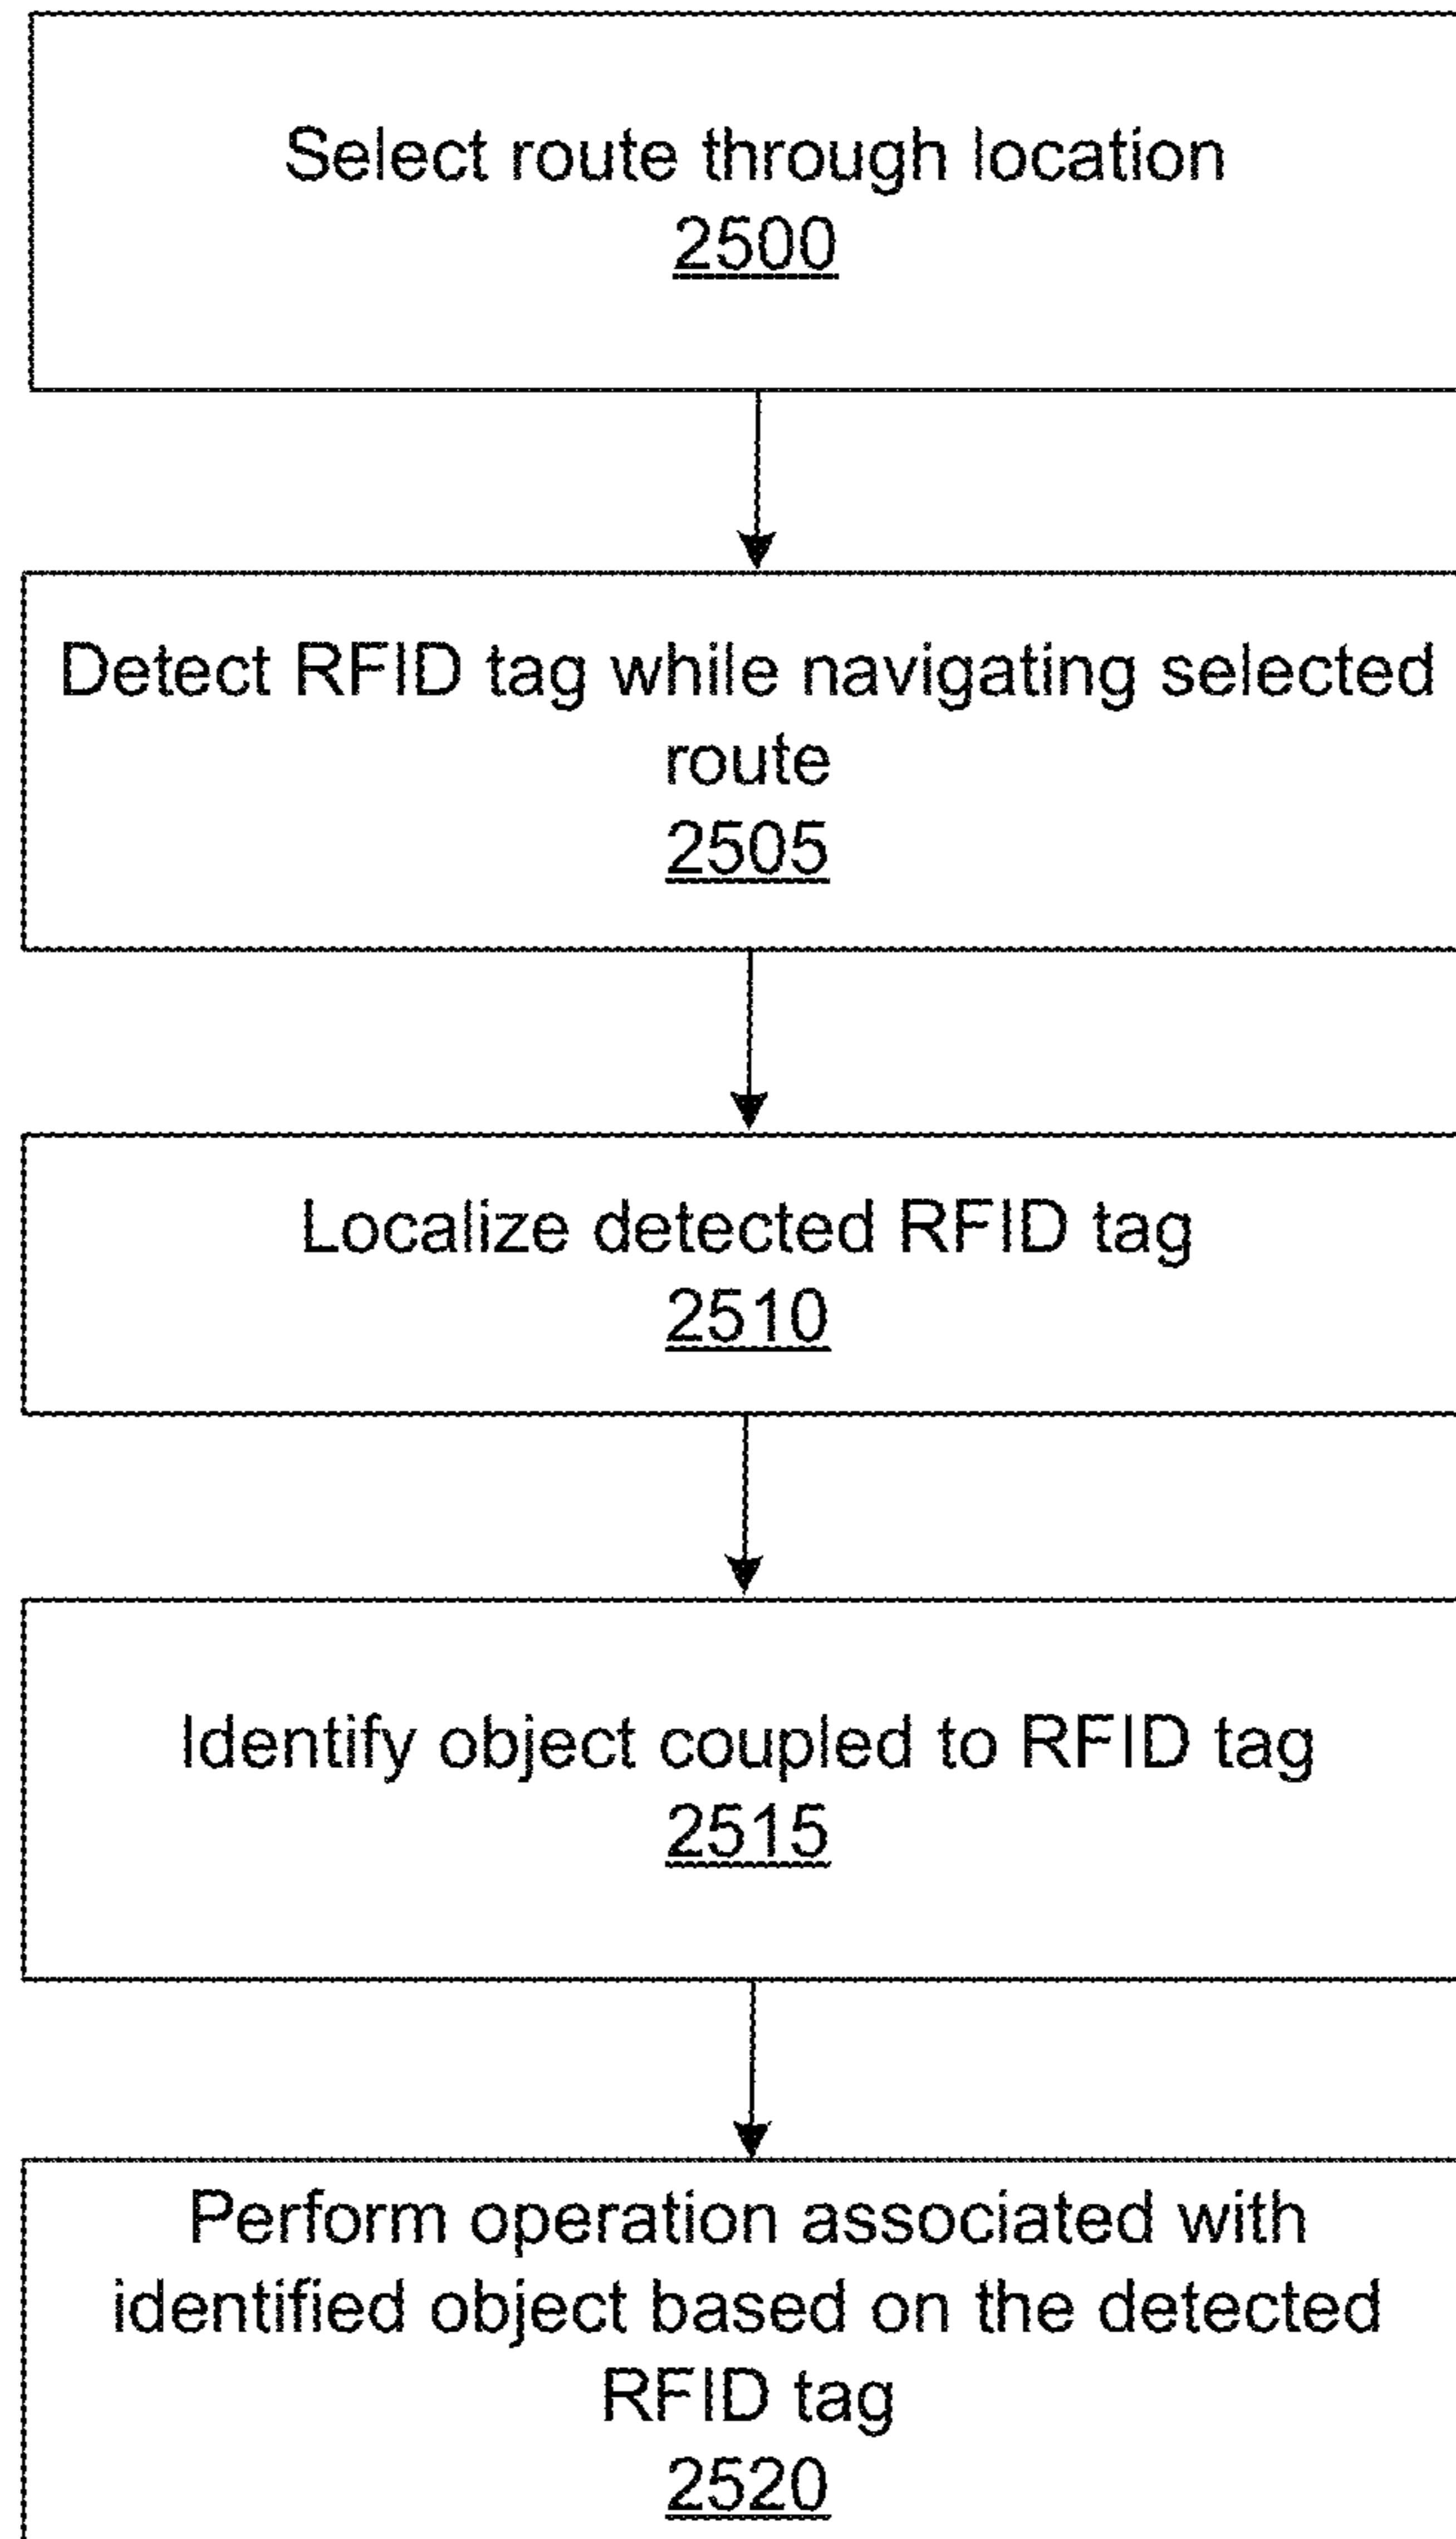 Select route through location
2500
Detect RFID tag while navigating selected
route
2505
Localize detected RFID tag
2510
Identify object coupled to RFID tag
2515
Perform operation associated with
identified object based on the detected
RFID tag
2520